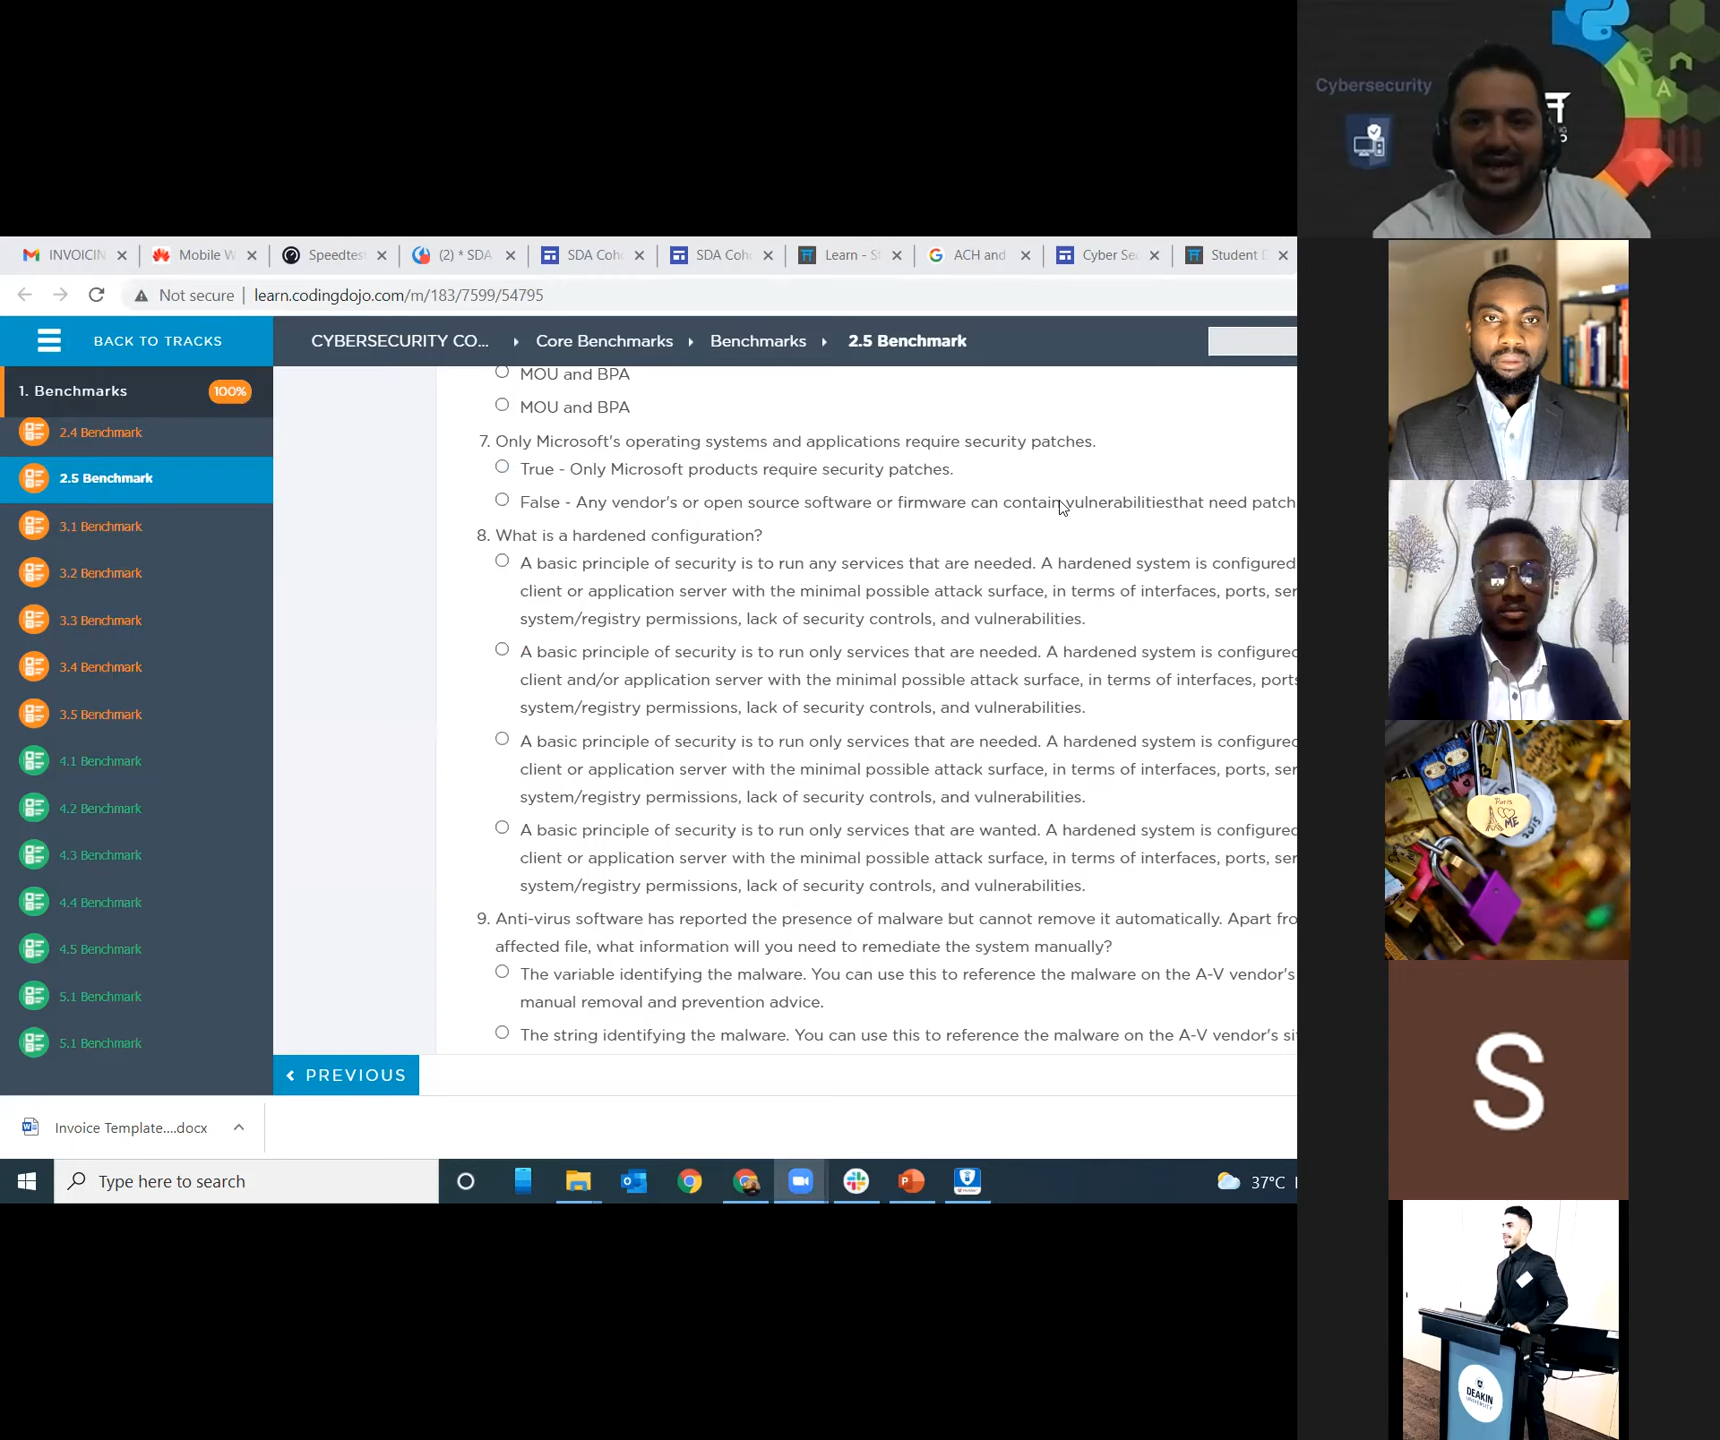 Cybersecurity
INVOICIN
Mobile W
Speedtes
(2) * SDA
SDA Coh
SDA Coh
Learn - S
ACH and
Cyber Sec
Student D
Not secure
learn.codingdojo.com/m/183/7599/54795
BACK TO TRACKS
CYBERSECURITY CO...
Core Benchmarks
Benchmarks
2.5 Benchmark
1. Benchmarks
100%
2.4 Benchmark
2.5 Benchmark
3.1 Benchmark
3.2 Benchmark
3.3 Benchmark
3.4 Benchmark
3.5 Benchmark
4.1 Benchmark
4.2 Benchmark
4.3 Benchmark
4.4 Benchmark
4.5 Benchmark
5.1 Benchmark
5.1 Benchmark
MOU and BPA
MOU and BPA
7. Only Microsoft's operating systems and applications require security patches.
True - Only Microsoft products require security patches.
False - Any vendor's or open source software or firmware can contain vulnerabilitiesthat need patch
8. What is a hardened configuration?
A basic principle of security is to run any services that are needed. A hardened system is configured
client or application server with the minimal possible attack surface, in terms of interfaces, ports, ser
system/registry permissions, lack of security controls, and vulnerabilities.
A basic principle of security is to run only services that are needed. A hardened system is configured
client and/or application server with the minimal possible attack surface, in terms of interfaces, ports
system/registry permissions, lack of security controls, and vulnerabilities.
A basic principle of security is to run only services that are needed. A hardened system is configured
client or application server with the minimal possible attack surface, in terms of interfaces, ports, ser
system/registry permissions, lack of security controls, and vulnerabilities.
A basic principle of security is to run only services that are wanted. A hardened system is configured
client or application server with the minimal possible attack surface, in terms of interfaces, ports, ser
system/registry permissions, lack of security controls, and vulnerabilities.
9. Anti-virus software has reported the presence of malware but cannot remove it automatically. Apart fro
affected file, what information will you need to remediate the system manually?
The variable identifying the malware. You can use this to reference the malware on the A-V vendor's
manual removal and prevention advice.
The string identifying the malware. You can use this to reference the malware on the A-V vendor's si
PREVIOUS
Invoice Template....docx
Type here to search
37°C
Paris
ME
2015
S
DEAKIN
UNIVERSITY